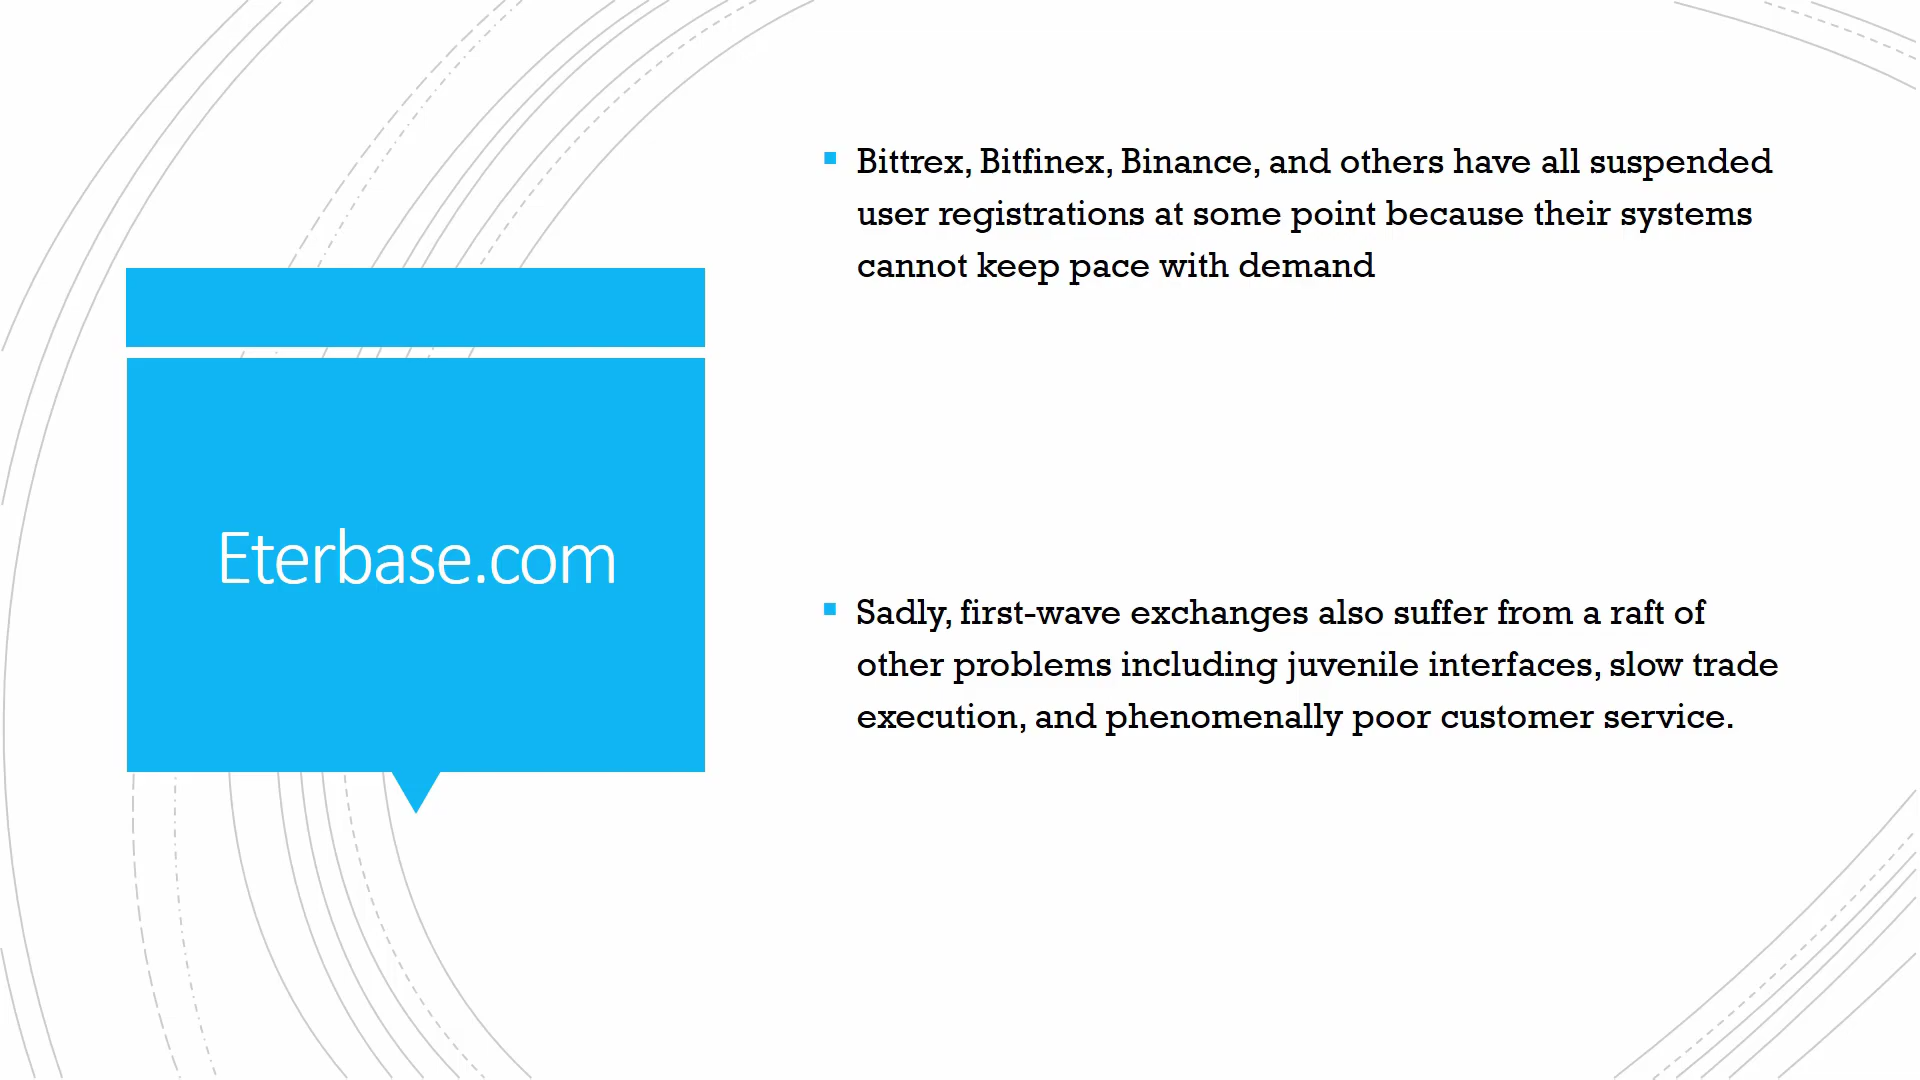 Eterbase.com
Bittrex, Bitfinex, Binance, and others have all suspended
user registrations at some point because their systems
cannot keep pace with demand
Sadly, first-wave exchanges also suffer from a raft of
other problems including juvenile interfaces, slow trade
execution, and phenomenally poor customer service.